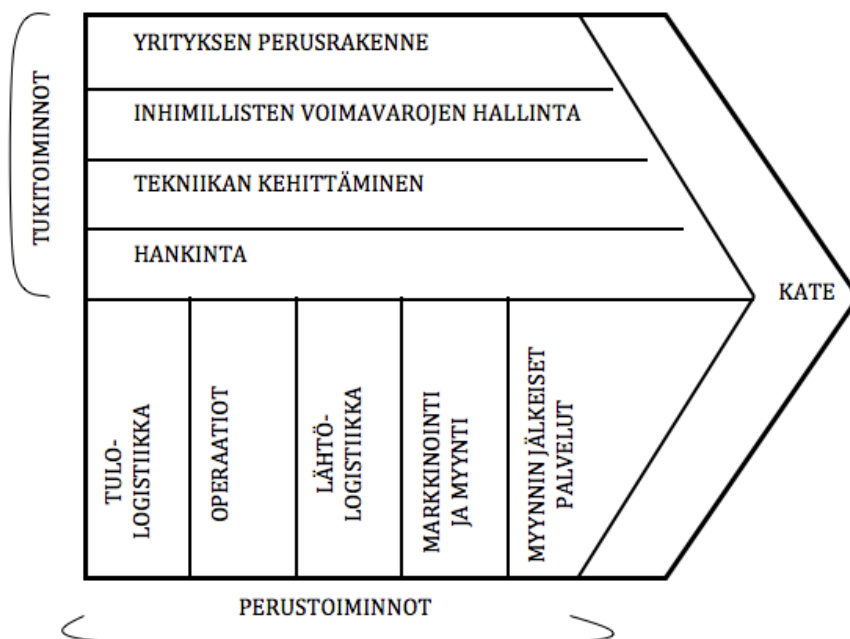 TUKITOIMINNOT
YRITYKSEN PERUSRAKENNE
INHIMILLISTEN VOIMAVAROJEN HALLINTA
TEKNIIKAN KEHITTÄMINEN
HANKINTA
KATE
TULO-
LOGISTIIKKA
OPERAATIOT
LÄHTÖ-
LOGISTIIKKA
MARKKINOINTI
JA MYYNTI
MYYNNIN JÄLKEISET
PALVELUT
PERUSTOIMINNOT